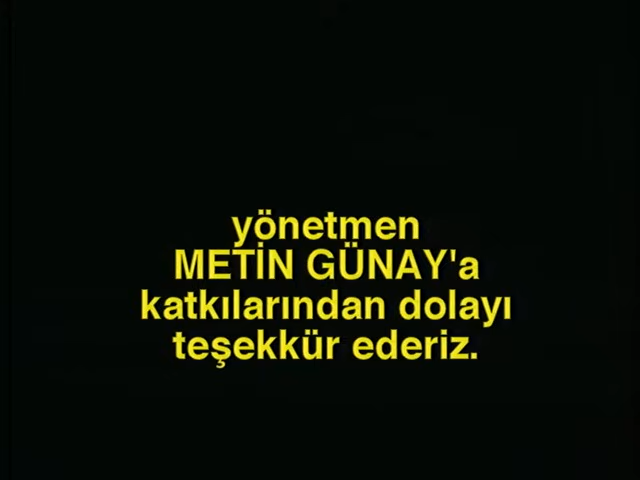 yönetmen
METİN GÜNAY'a
katkılarından dolayı
teşekkür ederiz.